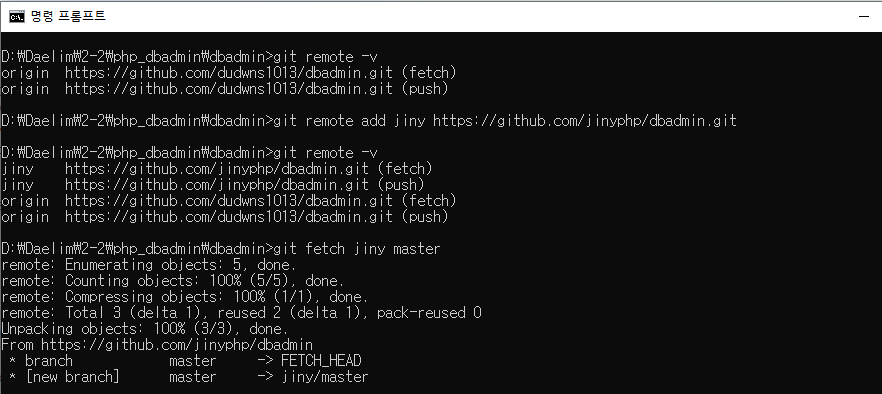 명령 프롬프트
D:\Daelim\2-2\php_dbadmin\dbadmin>git remote -v
origin  https://github.com/dudwns1013/dbadmin.git (fetch)
origin  https://github.com/dudwns1013/dbadmin.git (push)
D:\Daelim\2-2\php_dbadmin\dbadmin>git remote add jiny https://github.com/jinyphp/dbadmin.git
D:\Daelim\2-2\php_dbadmin\dbadmin>git remote -v
jiny    https://github.com/jinyphp/dbadmin.git (fetch)
jiny    https://github.com/jinyphp/dbadmin.git (push)
origin  https://github.com/dudwns1013/dbadmin.git (fetch)
origin  https://github.com/dudwns1013/dbadmin.git (push)
D:\Daelim\2-2\php_dbadmin\dbadmin>git fetch jiny master
remote: Enumerating objects: 5, done.
remote: Counting objects: 100% (5/5), done.
remote: Compressing objects: 100% (1/1), done.
remote: Total 3 (delta 1), reused 2 (delta 1), pack-reused 0
Unpacking objects: 100% (3/3), done.
From https://github.com/jinyphp/dbadmin
 * branch            master     -> FETCH_HEAD
 * [new branch]      master     -> jiny/master